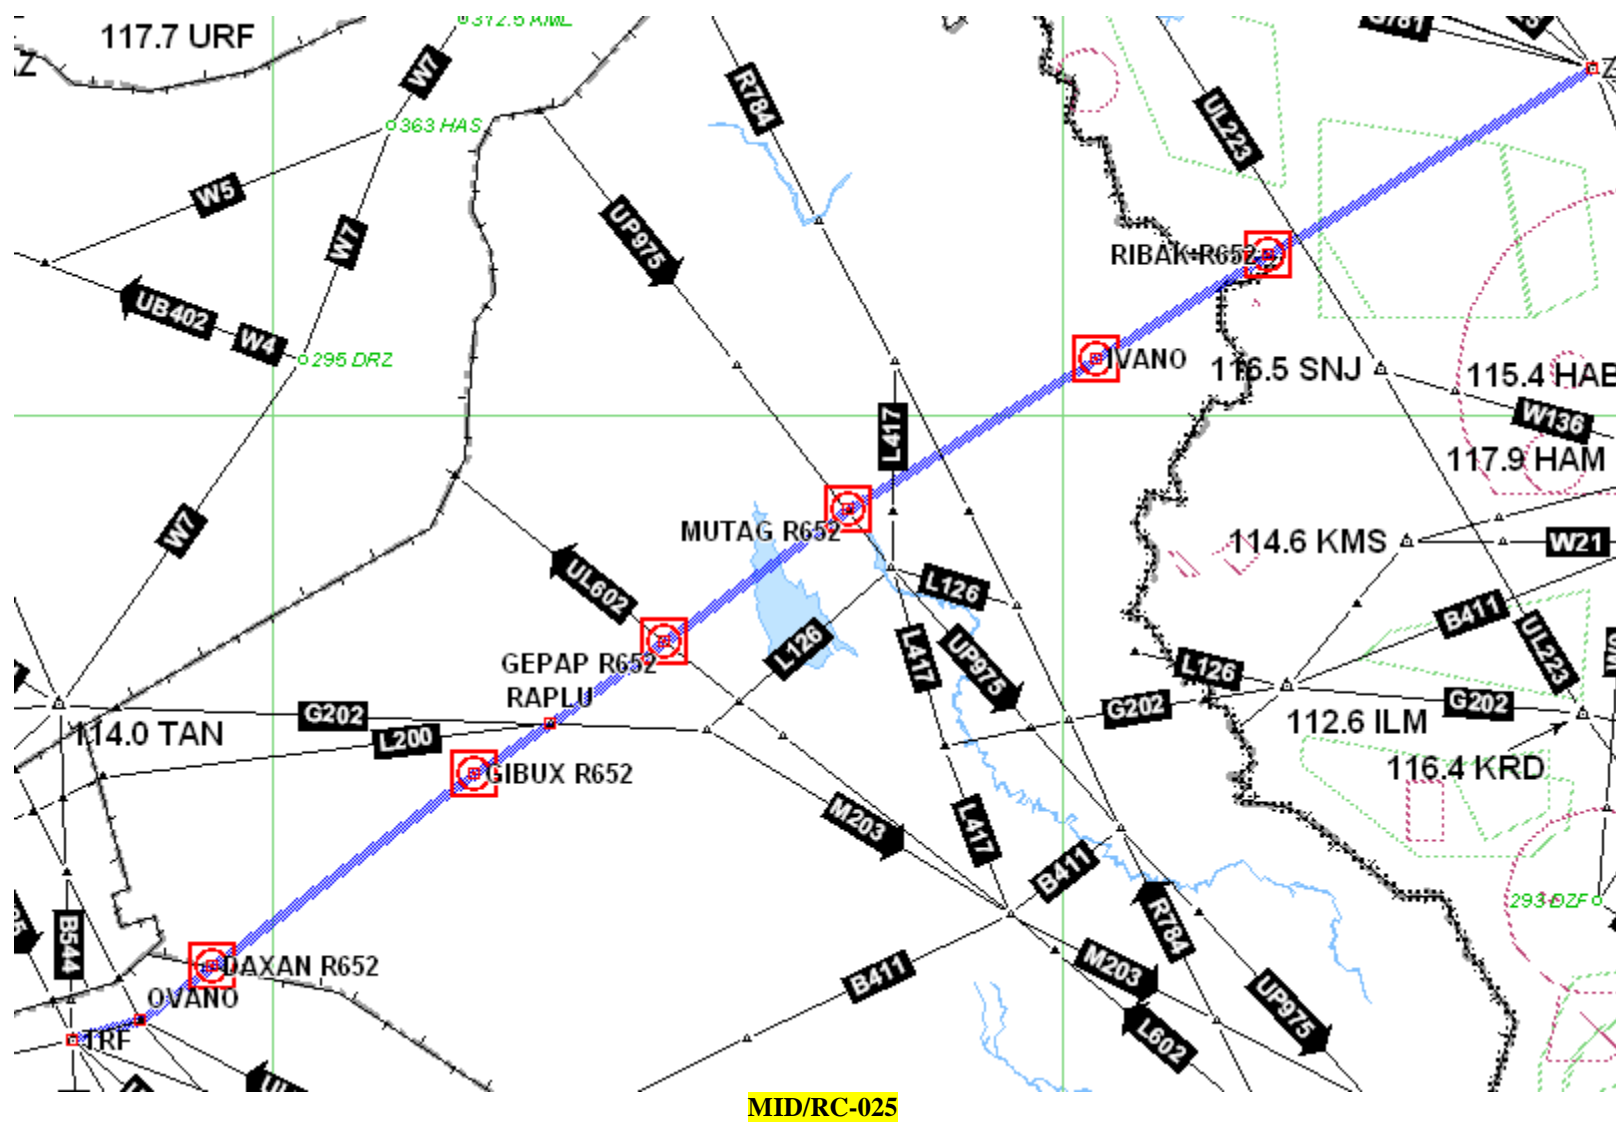 312.5 KML
117.7 URF
W7
R784
363 HAS
UL223
W5
W7
UP975
RIBAK R652
UB402
W4
295 DRZ
IVANO
116.5 SNJ
115.4 HAB
L417
W136
117.9 HAM
W7
MUTAG R652
114.6 KMS
W21
UL602
L126
B411
L126
L417
UP975
UL223
GEPAP R652
L126
RAPLU
G202
G202
G202
114.0 TAN
L200
112.6 ILM
GIBUX R652
116.4 KRD
M203
L417
B411
293 DZF
B544
R784
DAXAN R652
M203
B411
OVANO
UP975
TRF
L602
MID/RC-025